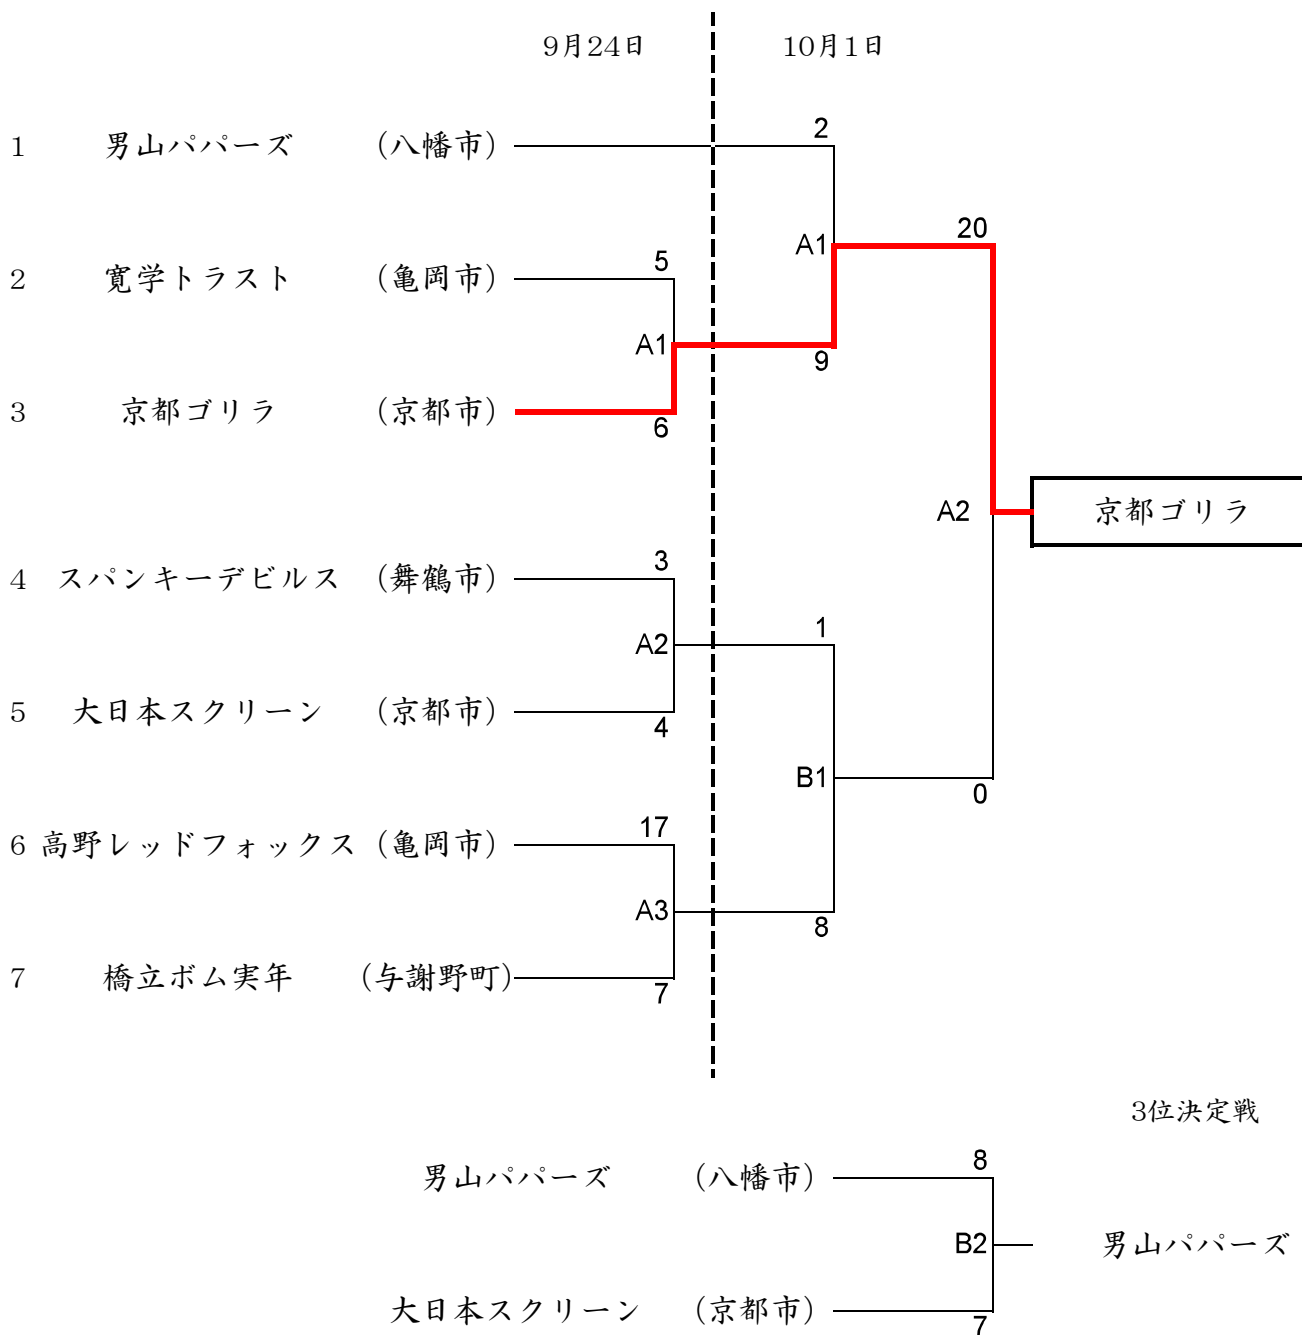 9月24日 10月1日
2
1 男山パパーズ (八幡市)
20
A1
5
2 寛学トラスト (亀岡市)
A1
9
3 京都ゴリラ (京都市)
6
A2 京都ゴリラ
3
4 スパンキーデビルス (舞鶴市)
1
A2
5 大日本スクリーン (京都市)
4
B1
0
17
6 高野レッドフォックス (亀岡市)
A3
8
7 橋立ボム実年 (与謝野町)
7
3位決定戦
8
男山パパーズ (八幡市)
B2 男山パパーズ
大日本スクリーン (京都市)
7